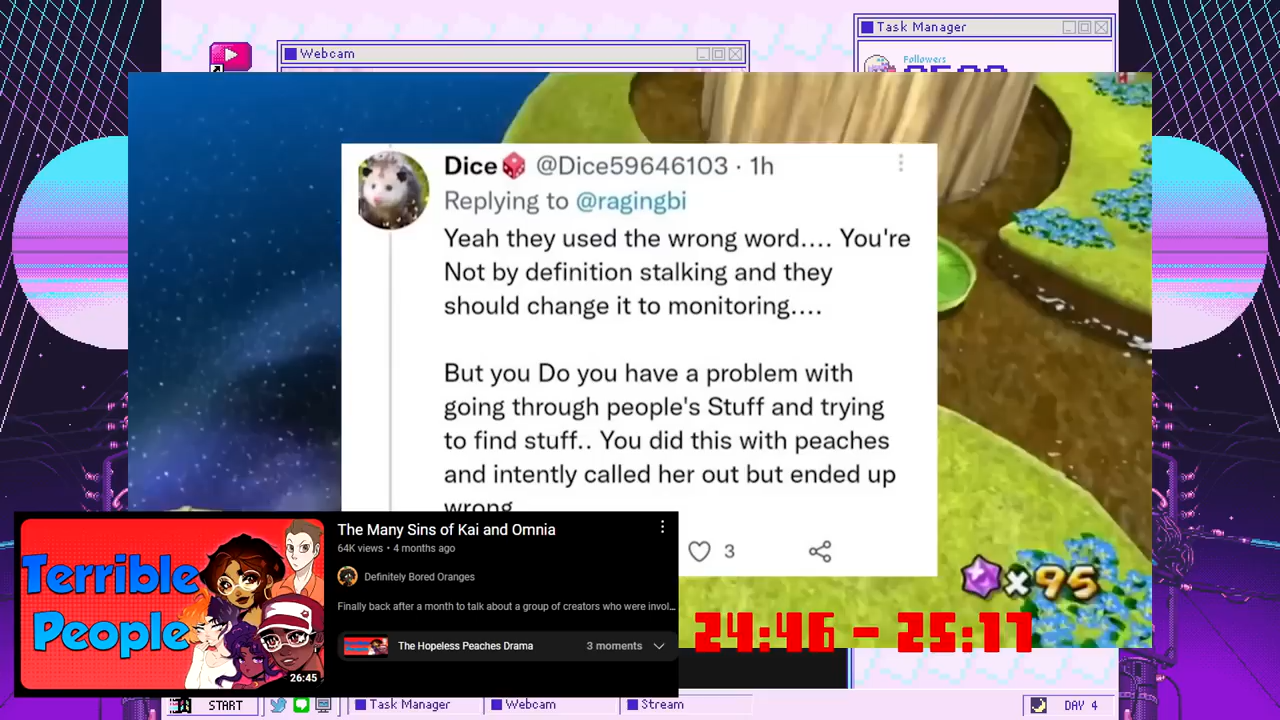 Task Manager
Webcam
Followers
Dice @Dice59646103 · 1h
Replying to @ragingbi
Yeah they used the wrong word.... You're
Not by definition stalking and they
should change it to monitoring....
But you Do you have a problem with
going through people's Stuff and trying
to find stuff.. You did this with peaches
and intently called her out but ended up
wrong
3
x95
24:46 - 25:17
Terrible
People
26:45
The Many Sins of Kai and Omnia
64K views • 4 months ago
Definitely Bored Oranges
Finally back after a month to talk about a group of creators who were invol...
The Hopeless Peaches Drama
3 moments
START
Task Manager
Webcam
Stream
DAY 4